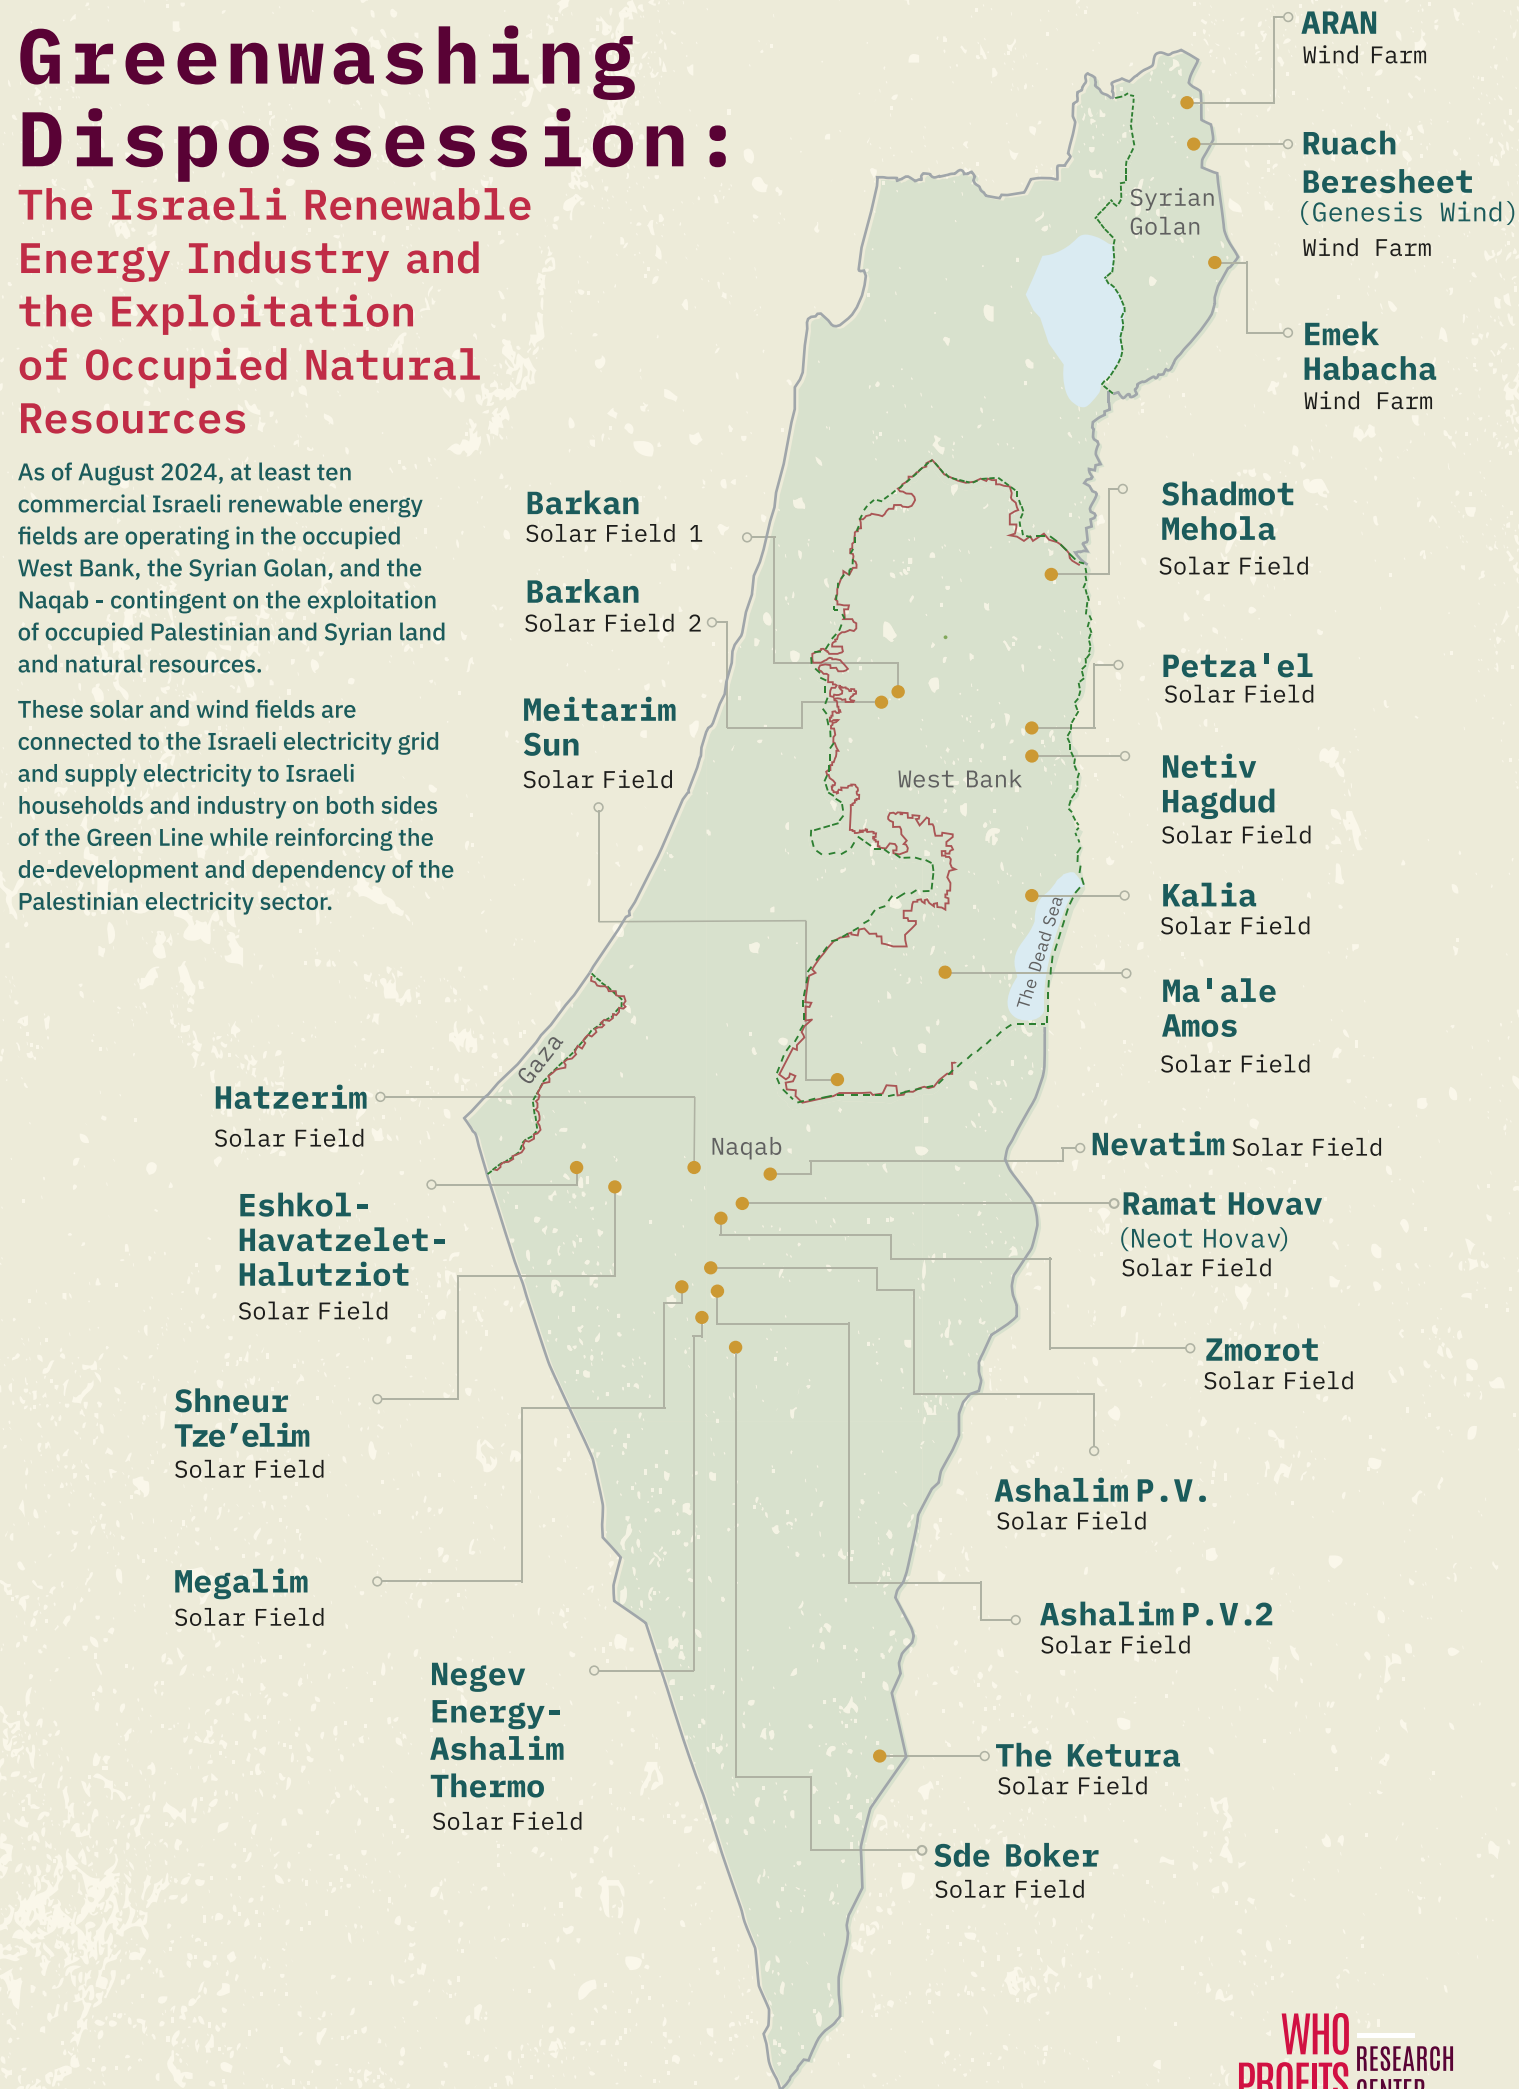 Greenwashing
Dispossession:
The Israeli Renewable
Energy Industry and
the Exploitation
of Occupied Natural
Resources
As of August 2024, at least ten
commercial Israeli renewable energy
fields are operating in the occupied
West Bank, the Syrian Golan, and the
Naqab - contingent on the exploitation
of occupied Palestinian and Syrian land
and natural resources.
These solar and wind fields are
connected to the Israeli electricity grid
and supply electricity to Israeli
households and industry on both sides
of the Green Line while reinforcing the
de-development and dependency of the
Palestinian electricity sector.
ARAN
Wind Farm
Ruach
Beresheet
(Genesis Wind)
Wind Farm
Syrian
Golan
Emek
Habacha
Wind Farm
Barkan
Solar Field 1
Barkan
Solar Field 2
Meitarim
Sun
Solar Field
Shadmot
Mehola
Solar Field
Petza'el
Solar Field
West Bank
Netiv
Hagdud
Solar Field
Kalia
Solar Field
The Dead Sea
Ma'ale
Amos
Solar Field
Gaza
Hatzerim
Solar Field
Naqab
Nevatim Solar Field
Eshkol-
Havatzelet-
Halutziot
Solar Field
Ramat Hovav
(Neot Hovav)
Solar Field
Zmorot
Solar Field
Shneur
Tze’elim
Solar Field
Ashalim P.V.
Solar Field
Megalim
Solar Field
Ashalim P.V.2
Solar Field
Negev
Energy-
Ashalim
Thermo
Solar Field
The Ketura
Solar Field
Sde Boker
Solar Field
WHO
PROFITS
RESEARCH
CENTER